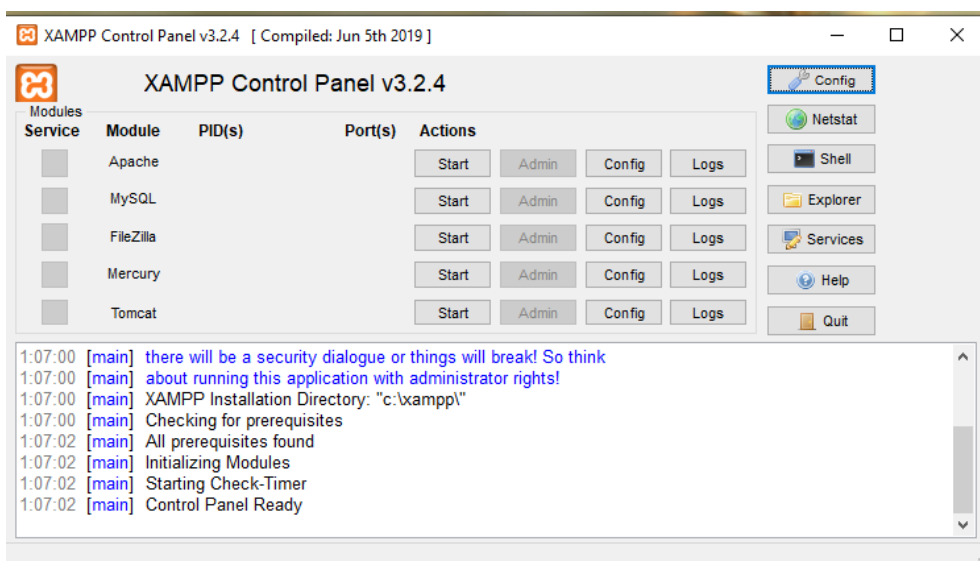 XAMPP Control Panel v3.2.4 [ Compiled: Jun 5th 2019 ]
XAMPP Control Panel v3.2.4
Config
Modules
Netstat
Service Module PID(s) Port(s) Actions
Apache Start Admin Config Logs
Shell
MySQL Start Admin Config Logs
Explorer
FileZilla Start Admin Config Logs
Services
Mercury Start Admin Config Logs
Help
Tomcat Start Admin Config Logs
Quit
1:07:00 [main] there will be a security dialogue or things will break! So think
1:07:00 [main] about running this application with administrator rights!
1:07:00 [main] XAMPP Installation Directory: "c:\xampp\"
1:07:00 [main] Checking for prerequisites
1:07:02 [main] All prerequisites found
1:07:02 [main] Initializing Modules
1:07:02 [main] Starting Check-Timer
1:07:02 [main] Control Panel Ready